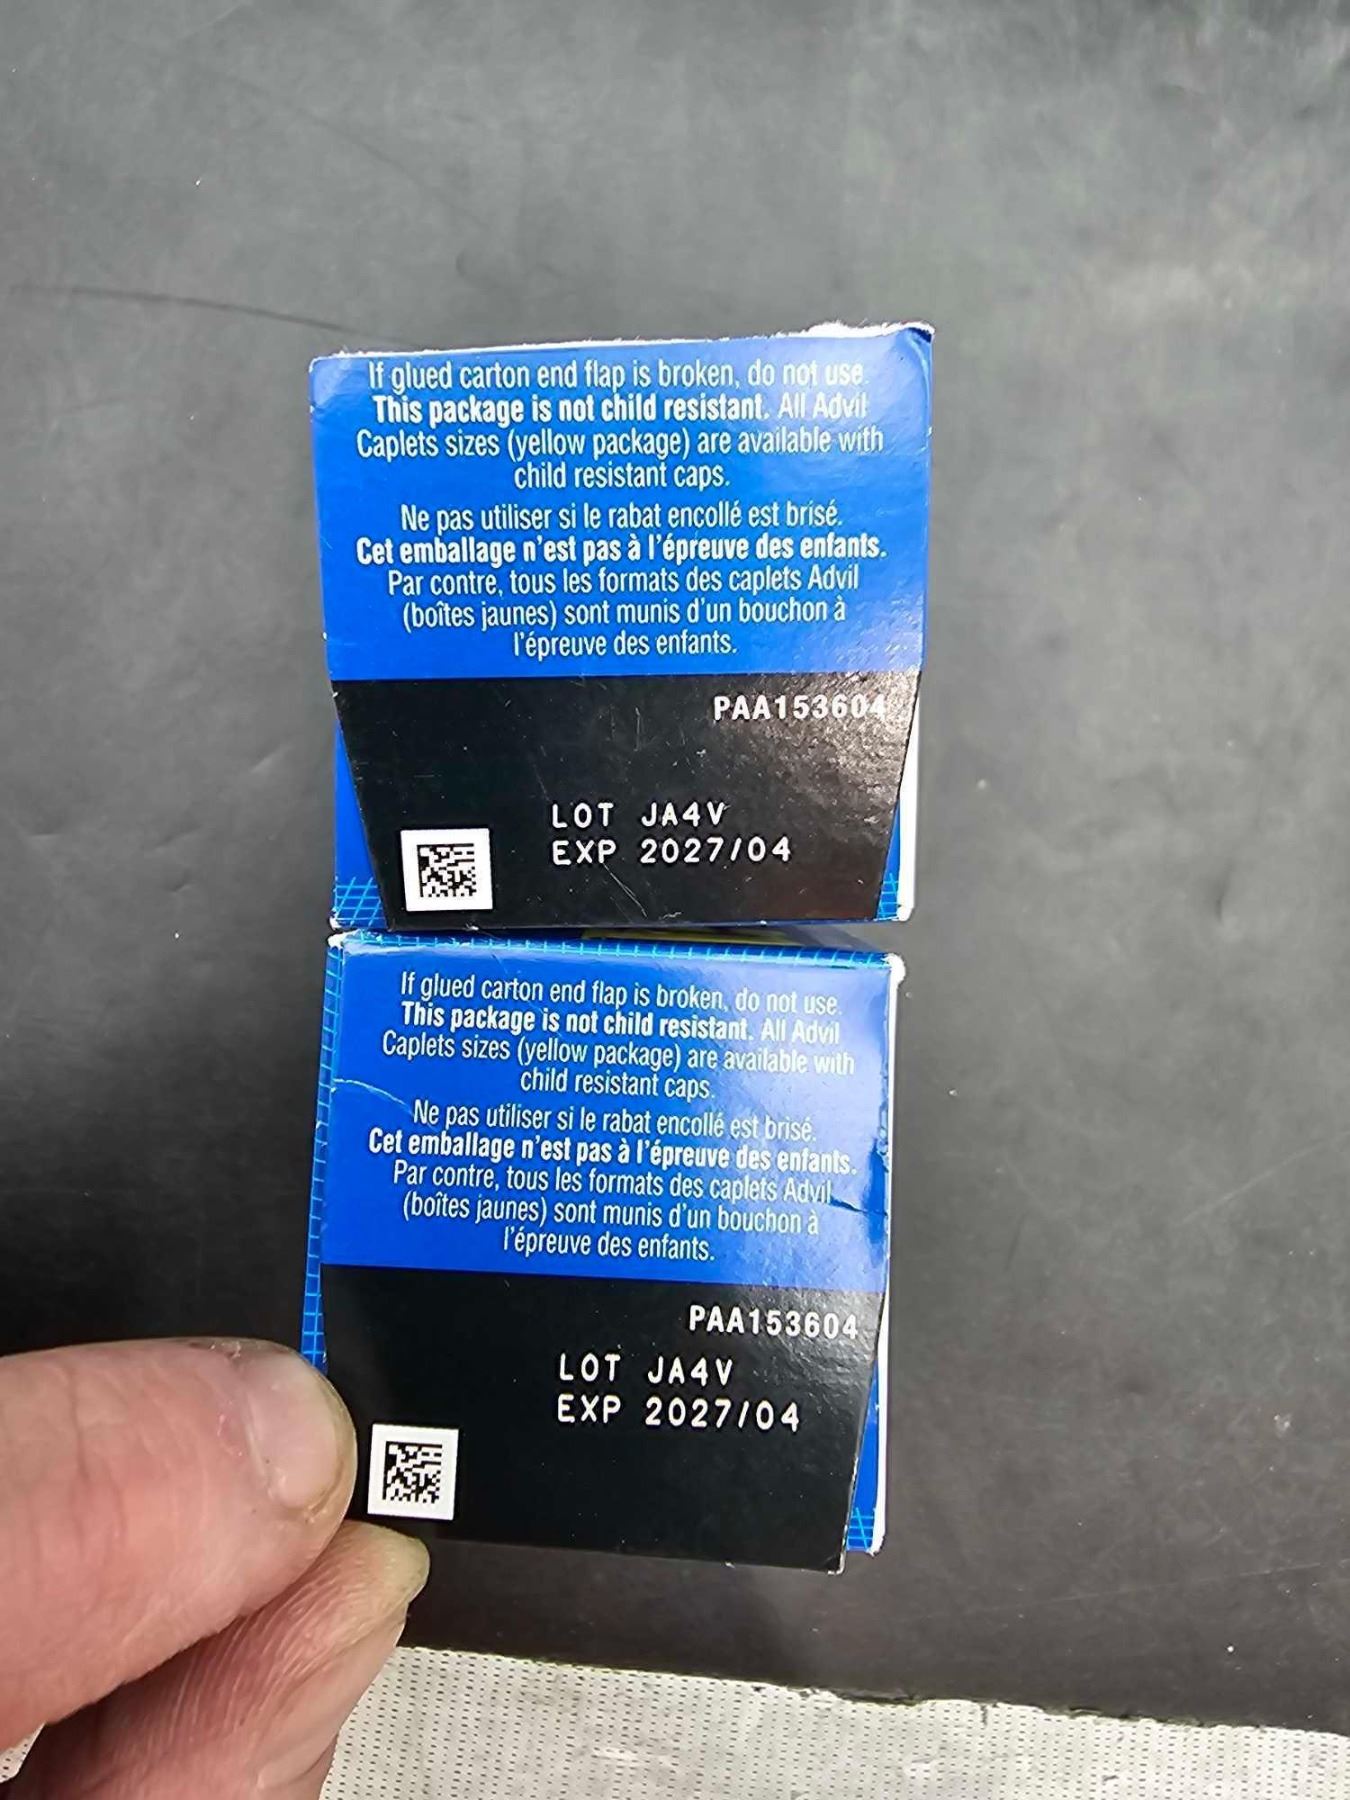 If glued carton end flap is broken, do not use.
This package is not child resistant. All Advil
Caplets sizes (yellow package) are available with
child resistant caps.
Ne pas utiliser si le rabat encollé est brisé.
Cet emballage n'est pas à l'épreuve des enfants.
Par contre, tous les formats des caplets Advil
(boîtes jaunes) sont munis d'un bouchon à
l'épreuve des enfants.
PAA153604
LOT JA4V
EXP 2027/04
If glued carton end flap is broken, do not use.
This package is not child resistant. All Advil
Caplets sizes (yellow package) are available with
child resistant caps.
Ne pas utiliser si le rabat encollé est brisé.
Cet emballage n'est pas à l'épreuve des enfants.
Par contre, tous les formats des caplets Advil
(boîtes jaunes) sont munis d'un bouchon à
l'épreuve des enfants.
PAA153604
LOT JA4V
EXP 2027/04